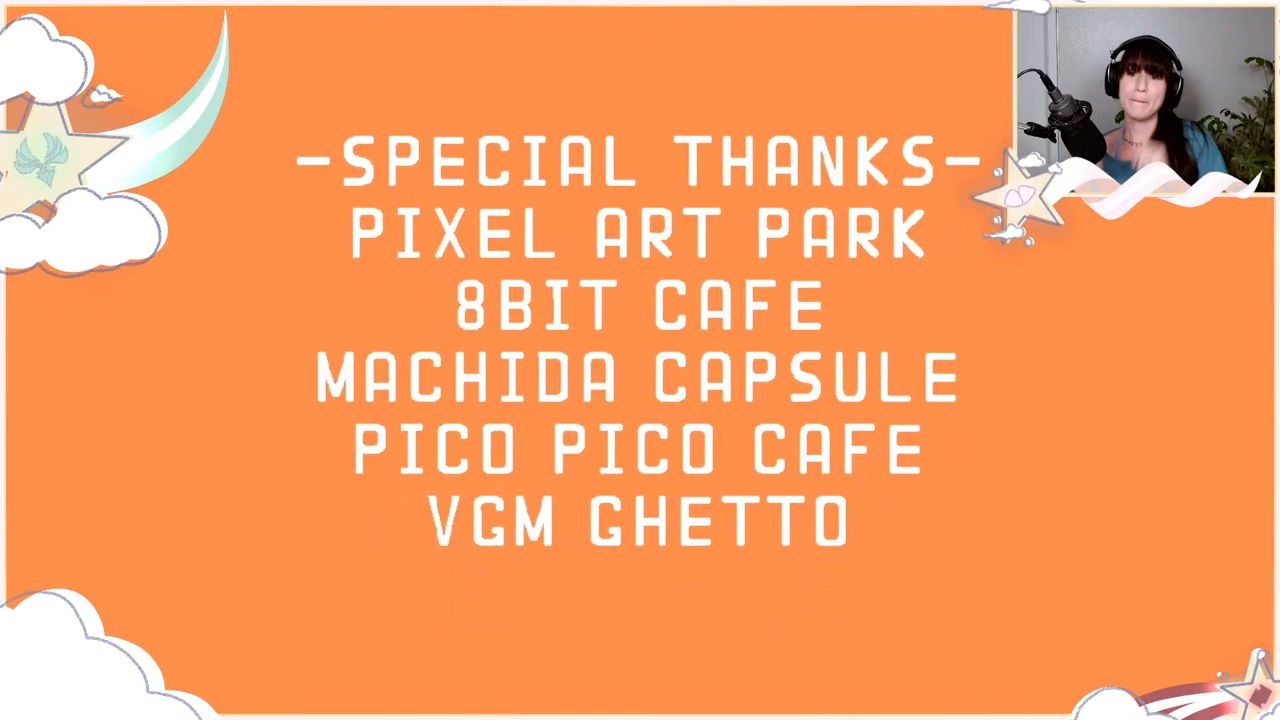 -SPECIAL THANKS-
PIXEL ART PARK
8BIT CAFE
MACHIDA CAPSULE
PICO PICO CAFE
VGM GHETTO